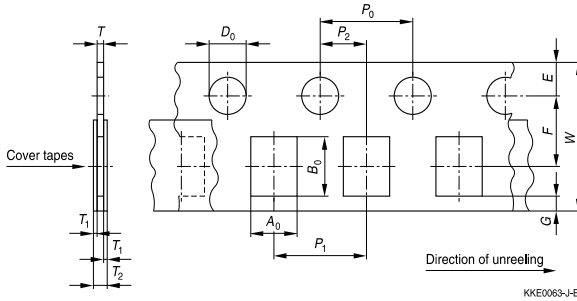 P0
T
D0
P2
E
F
W
Cover tapes
B0
G
T1
A0
T1
P1
T2
Direction of unreeling
KKE0063-J-E